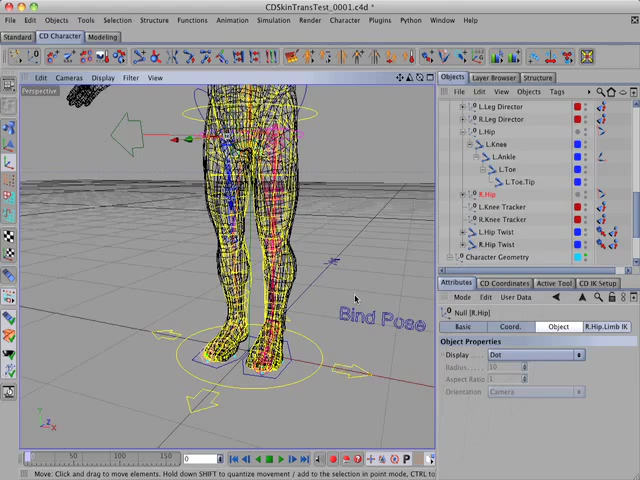 CDSkinTransTest_0001.c4d *
Objects Tools Selection Structure Functions Animation Simulation Render Character Plugins Python Window Help
Standard CD Character Modeling
Edit Cameras Display Filter View
Perspective
Bind Pose
Y
Z X
Objects Layer Browser Structure
File Edit View Objects Tags
L.Leg Director
R.Leg Director
L.Hip
L.Knee
L.Ankle
L.Toe
L.Toe.Tip
R.Hip
L.Knee Tracker
R.Knee Tracker
L.Hip Twist
R.Hip Twist
Character Geometry
Attributes CD Coordinates Active Tool CD IK Setup
Mode Edit User Data
Null [R.Hip]
Basic Coord. Object R.Hip.Limb IK
Object Properties
Display Dot
Radius 10
Aspect Ratio 1
Orientation Camera
0 50 100 150 200 0
Move: Click and drag to move elements. Hold down SHIFT to quantize movement / add to the selection in point mode, CTRL to